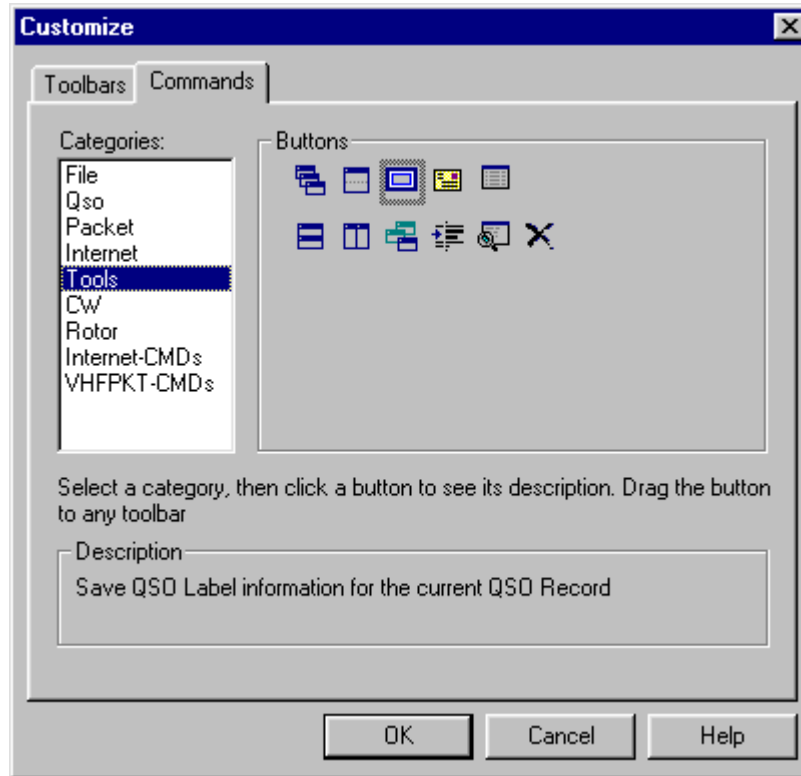 Customize
Toolbars
Commands
Categories:
File
Qso
Packet
Internet
Tools
CW
Rotor
Internet-CMDs
VHFPKT-CMDs
Buttons
Select a category, then click a button to see its description. Drag the button
to any toolbar
Description
Save QSO Label information for the current QSO Record
OK
Cancel
Help